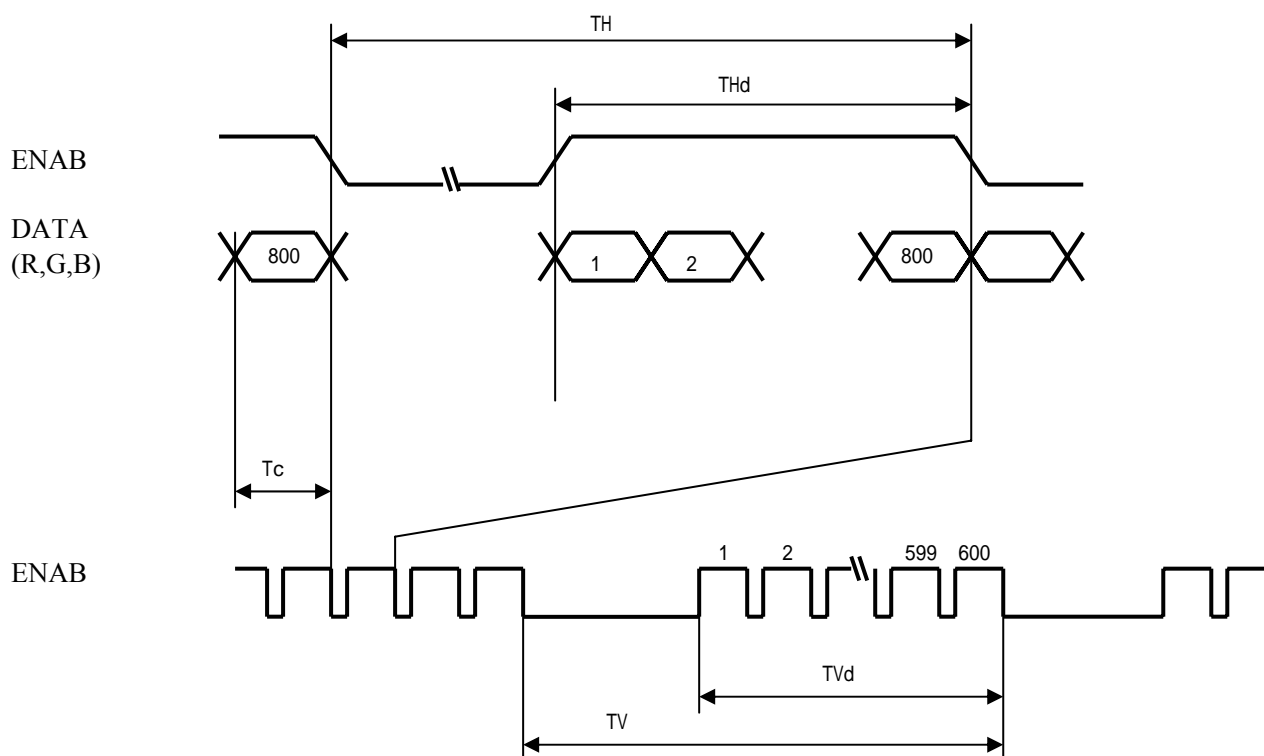 TH
THd
ENAB
DATA
(R,G,B)
800
1
2
800
Tc
ENAB
1
2
599
600
TVd
TV